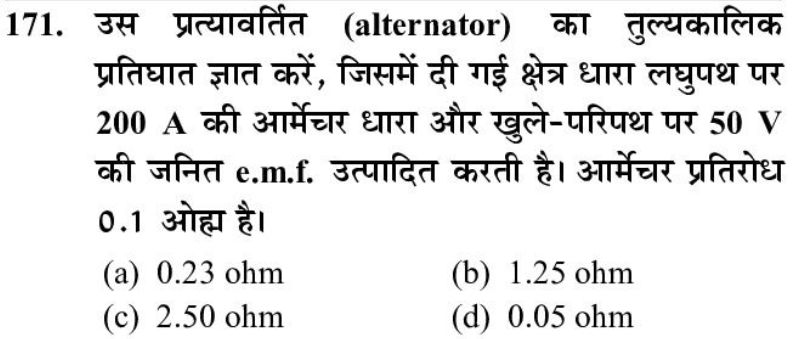 171. उस प्रत्यावर्तित (alternator) का तुल्यकालिक
प्रतिघात ज्ञात करें, जिसमें दी गई क्षेत्र धारा लघुपथ पर
200 A की आर्मेचर धारा और खुले-परिपथ पर 50 V
की जनित e.m.f. उत्पादित करती है। आर्मेचर प्रतिरोध
0.1 ओह्म है।
(a) 0.23 ohm (b) 1.25 ohm
(c) 2.50 ohm (d) 0.05 ohm